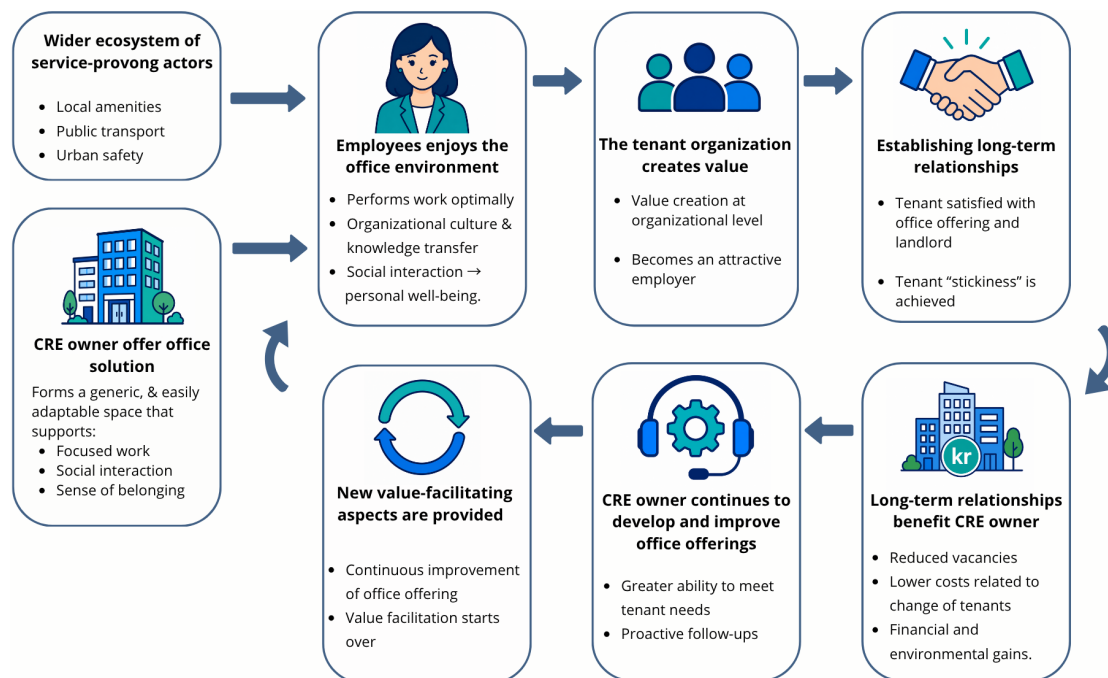 Wider ecosystem of
service-provong actors
• Local amenities
• Public transport
• Urban safety
CRE owner offer office
solution
Forms a generic, & easily
adaptable space that
supports:
• Focused work
• Social interaction
• Sense of belonging
Employees enjoys the
office environment
• Performs work optimally
• Organizational culture &
knowledge transfer
• Social interaction →
personal well-being.
The tenant organization
creates value
• Value creation at
organizational level
• Becomes an attractive
employer
Establishing long-term
relationships
• Tenant satisfied with
office offering and
landlord
• Tenant “stickiness” is
achieved
kr
Long-term relationships
benefit CRE owner
• Reduced vacancies
• Lower costs related to
change of tenants
• Financial and
environmental gains.
CRE owner continues to
develop and improve
office offerings
• Greater ability to meet
tenant needs
• Proactive follow-ups
New value-facilitating
aspects are provided
• Continuous improvement
of office offering
• Value facilitation starts
over